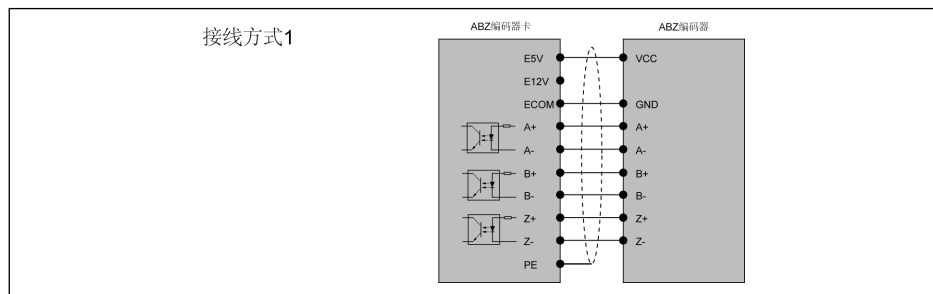 接线方式1
ABZ编码器卡
ABZ编码器
E5V
VCC
E12V
ECOM
GND
A+
A+
A-
A-
B+
B+
B-
B-
Z+
Z+
Z-
Z-
PE